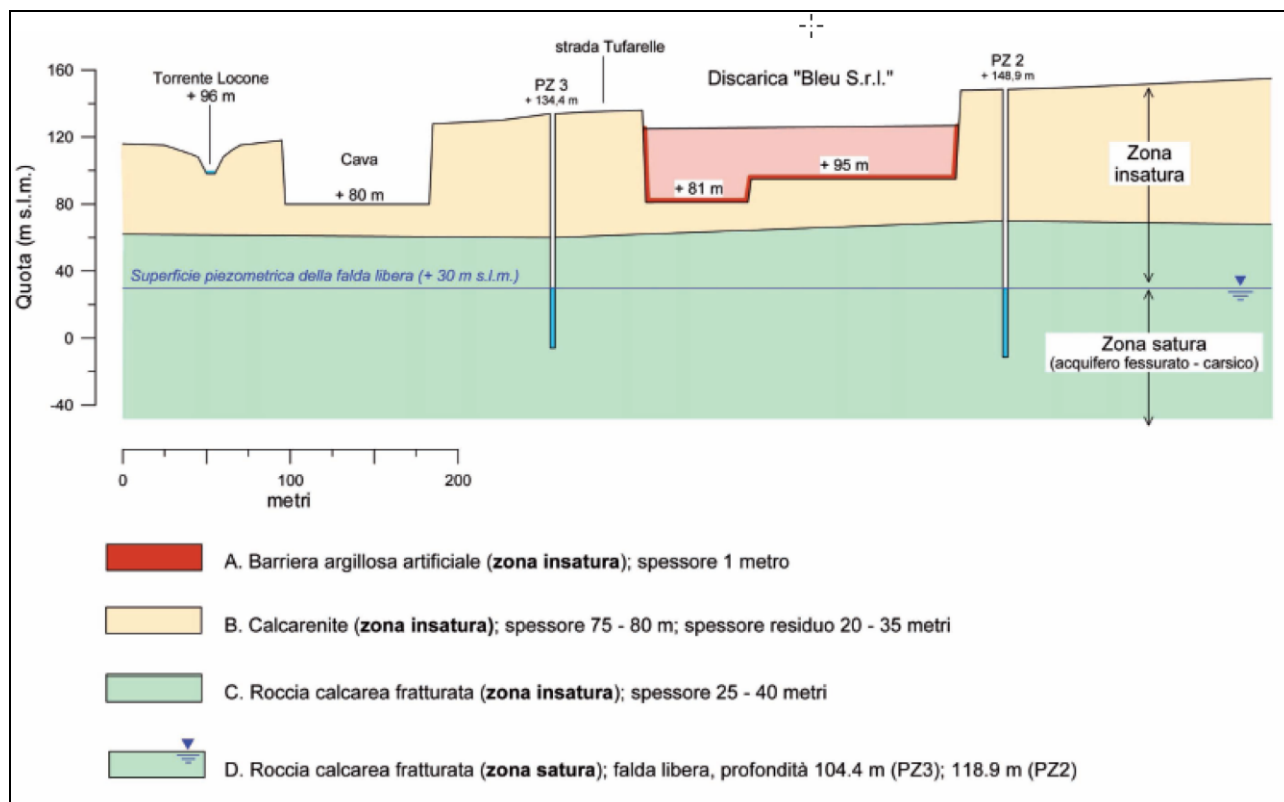 strada Tufarelle
Torrente Locone
+ 96 m
PZ 3
+ 134,4 m
Discarica "Bleu S.r.l."
PZ 2
+ 148,9 m
160
120
80
40
0
-40
Quota (m s.l.m.)
Cava
+ 80 m
+ 81 m
+ 95 m
Zona
insatura
Superficie piezometrica della falda libera (+ 30 m s.l.m.)
Zona satura
(acquifero fessurato - carsico)
0
100
200
metri
A. Barriera argillosa artificiale (zona insatura); spessore 1 metro
B. Calcarenite (zona insatura); spessore 75 - 80 m; spessore residuo 20 - 35 metri
C. Roccia calcarea fratturata (zona insatura); spessore 25 - 40 metri
D. Roccia calcarea fratturata (zona satura); falda libera, profondità 104.4 m (PZ3); 118.9 m (PZ2)